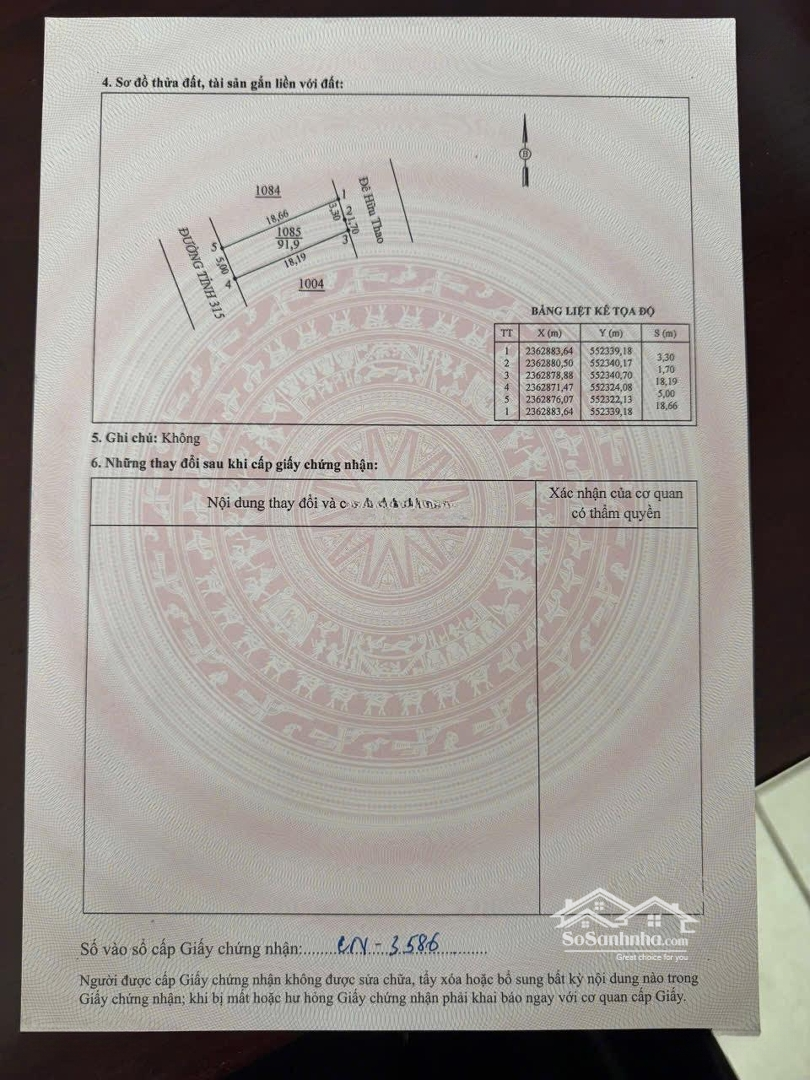 4. Sơ đồ thửa đất, tài sản gắn liền với đất:
B
1084
1
3,30
2
1,70
3
Đê Hữu Thao
18,66
1085
91,9
18,19
5
5,00
4
ĐƯỜNG TỈNH 315
1004
BẢNG LIỆT KÊ TỌA ĐỘ
TT X (m) Y (m) S (m)
1 2362883,64 552339,18
3,30
2 2362880,50 552340,17
1,70
3 2362878,88 552340,70
18,19
4 2362871,47 552324,08
5,00
5 2362876,07 552322,13
18,66
1 2362883,64 552339,18
5. Ghi chú: Không
6. Những thay đổi sau khi cấp giấy chứng nhận:
Nội dung thay đổi và
Xác nhận của cơ quan
có thẩm quyền
SoSanhnha.com
Great choice for you
Số vào sổ cấp Giấy chứng nhận: CN - 3586
Người được cấp Giấy chứng nhận không được sửa chữa, tẩy xóa hoặc bổ sung bất kỳ nội dung nào trong
Giấy chứng nhận; khi bị mất hoặc hư hỏng Giấy chứng nhận phải khai báo ngay với cơ quan cấp Giấy.